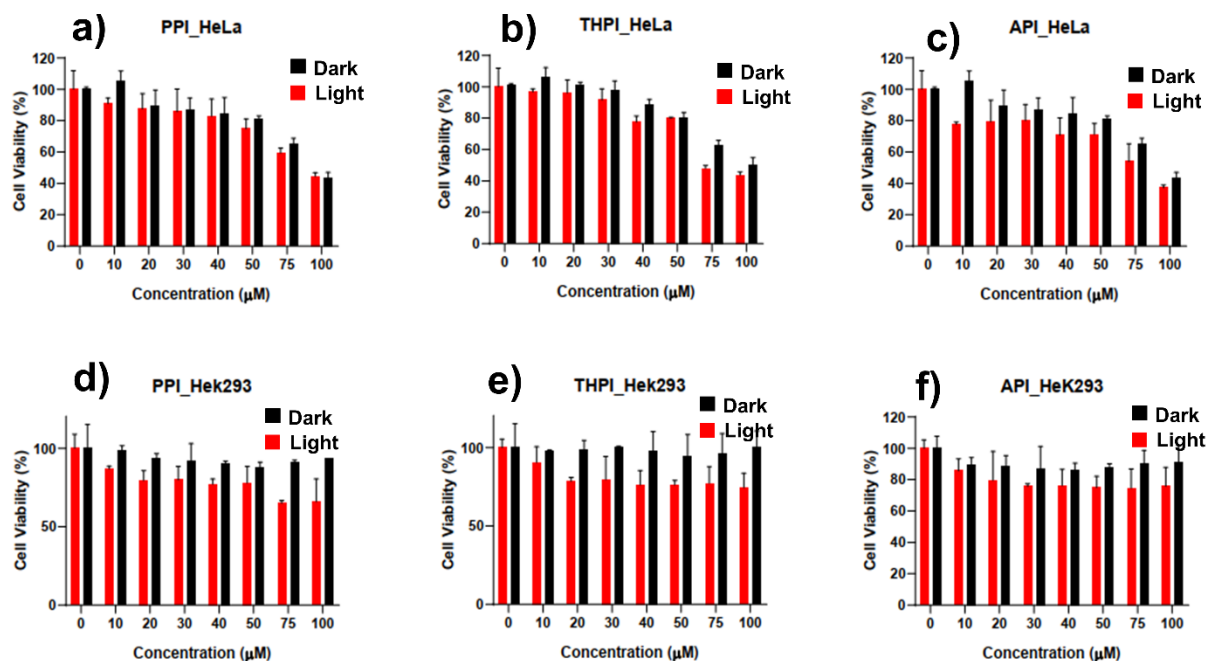 a)
PPI_HeLa
Dark
Light
Cell Viability (%)
120
100
80
60
40
20
0
0 10 20 30 40 50 75 100
Concentration (μM)
b)
THPI_HeLa
Dark
Light
Cell Viability (%)
120
100
80
60
40
20
0
0 10 20 30 40 50 75 100
Concentration (μM)
c)
API_HeLa
Dark
Light
Cell Viability (%)
120
100
80
60
40
20
0
0 10 20 30 40 50 75 100
Concentration (μM)
d)
PPI_Hek293
Dark
Light
Cell Viability (%)
100
50
0
0 10 20 30 40 50 75 100
Concentration (μM)
e)
THPI_Hek293
Dark
Light
Cell Viability (%)
100
50
0
0 10 20 30 40 50 75 100
Concentration (μM)
f)
API_HeK293
Dark
Light
Cell Viability (%)
120
100
80
60
40
20
0
0 10 20 30 40 50 75 100
Concentration (μM)